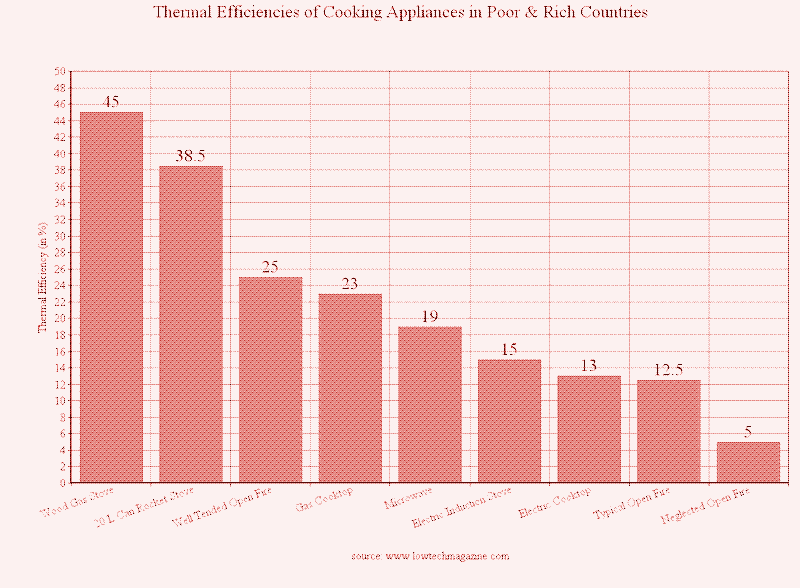 Thermal Efficiencies of Cooking Appliances in Poor & Rich Countries
Thermal Efficiency (in %)
50
48
46
44
42
40
38
36
34
32
30
28
26
24
22
20
18
16
14
12
10
8
6
4
2
0
45
38.5
25
23
19
15
13
12.5
5
Wood Gas Stove
20 L Can Rocket Stove
Well Tended Open Fire
Gas Cooktop
Microwave
Electric Induction Stove
Electric Cooktop
Typical Open Fire
Neglected Open Fire
source: www.lowtechmagazine.com